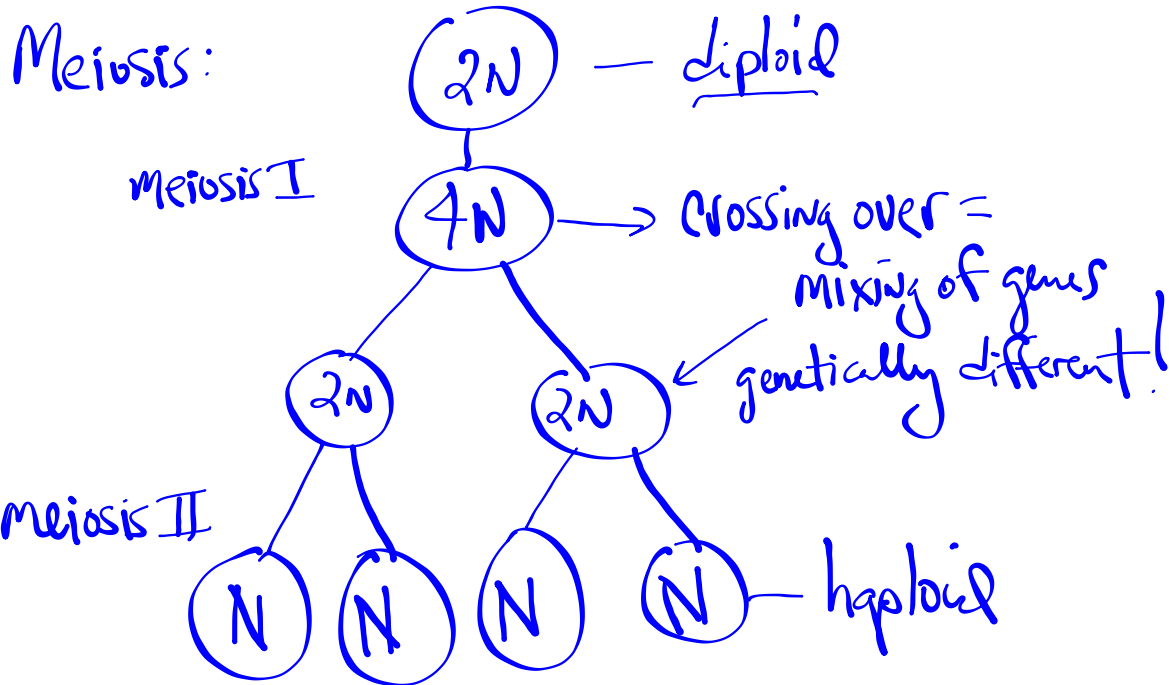 Meiosis:
2N — diploid
meiosis I
4N → crossing over =
mixing of genes
genetically different!
2N 2N
meiosis II
N N N N — haploid